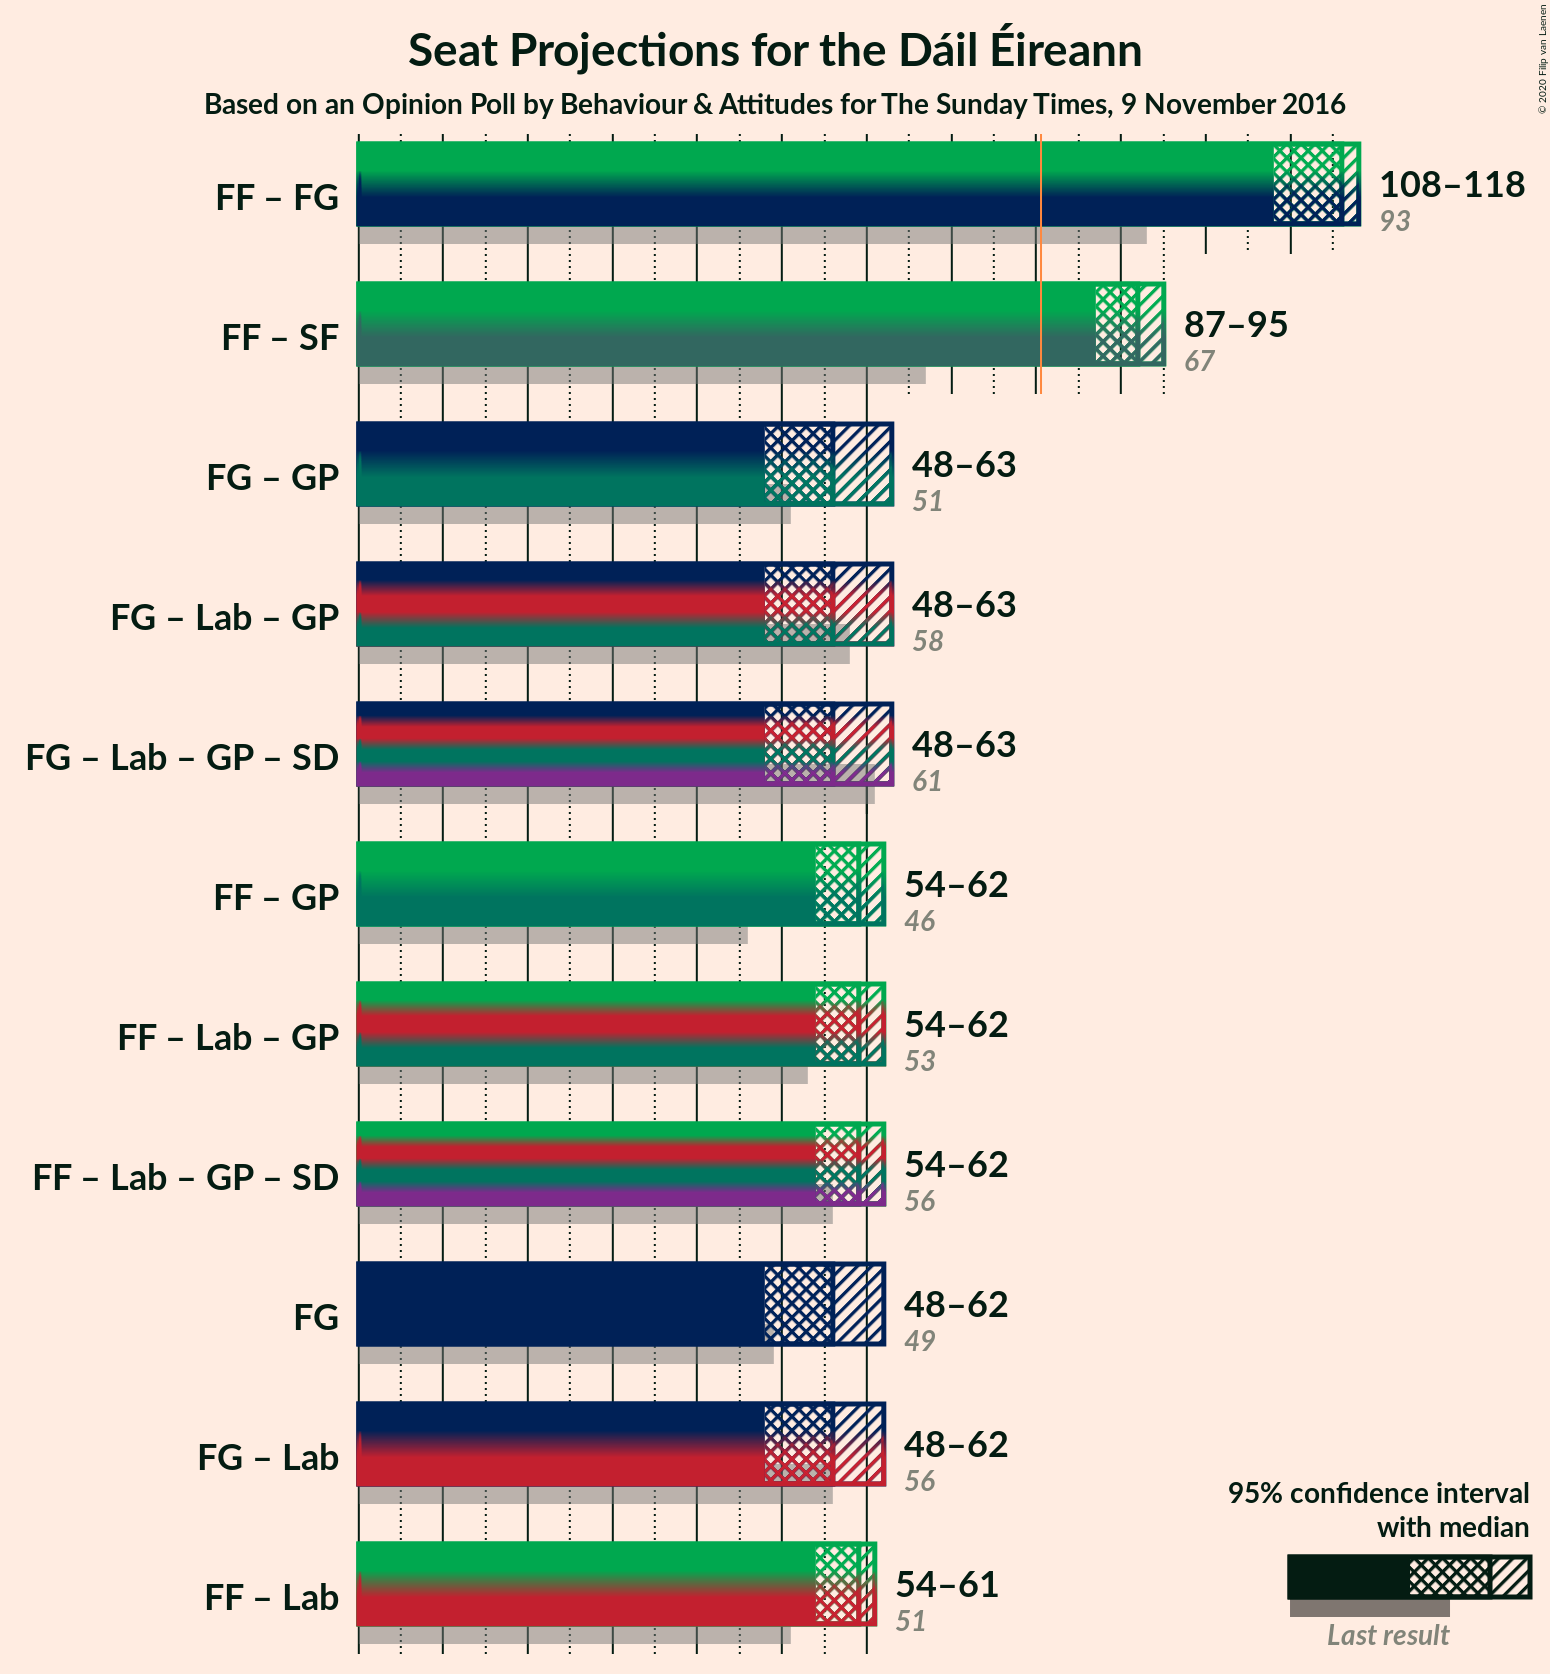 Seat Projections for the Dáil Éireann
Based on an Opinion Poll by Behaviour & Attitudes for The Sunday Times, 9 November 2016
© 2020 Filip van Laenen
FF – FG
108–118
93
FF – SF
87–95
67
FG – GP
48–63
51
FG – Lab – GP
48–63
58
FG – Lab – GP – SD
48–63
61
FF – GP
54–62
46
FF – Lab – GP
54–62
53
FF – Lab – GP – SD
54–62
56
FG
48–62
49
FG – Lab
48–62
56
FF – Lab
54–61
51
95% confidence interval
with median
Last result